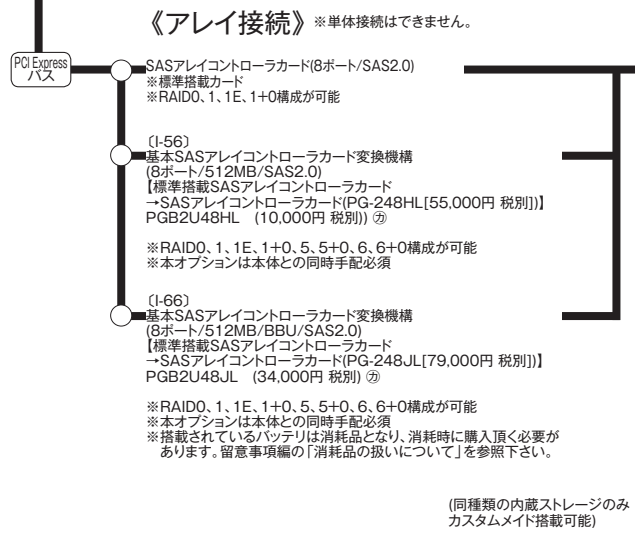 《アレイ接続》 ※単体接続はできません。
PCI Express
バス
SASアレイコントローラカード(8ポート/SAS2.0)
※標準搭載カード
※RAID0、1、1E、1+0構成が可能
〔I-56〕
基本SASアレイコントローラカード変換機構
(8ポート/512MB/SAS2.0)
【標準搭載SASアレイコントローラカード
→SASアレイコントローラカード(PG-248HL[55,000円 税別])】
PGB2U48HL (10,000円 税別)) ㋕
※RAID0、1、1E、1+0、5、5+0、6、6+0構成が可能
※本オプションは本体との同時手配必須
〔I-66〕
基本SASアレイコントローラカード変換機構
(8ポート/512MB/BBU/SAS2.0)
【標準搭載SASアレイコントローラカード
→SASアレイコントローラカード(PG-248JL[79,000円 税別])】
PGB2U48JL (34,000円 税別) ㋕
※RAID0、1、1E、1+0、5、5+0、6、6+0構成が可能
※本オプションは本体との同時手配必須
※搭載されているバッテリは消耗品となり、消耗時に購入頂く必要が
あります。留意事項編の「消耗品の扱いについて」を参照下さい。
(同種類の内蔵ストレージのみ
カスタムメイド搭載可能)